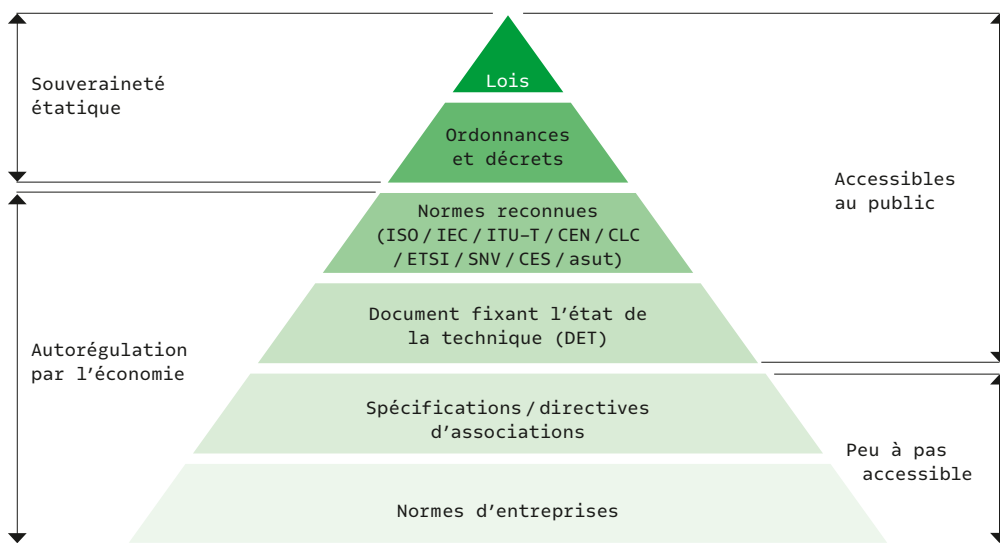 Souveraineté
étatique
Lois
Ordonnances
et décrets
Accessibles
au public
Normes reconnues
(ISO / IEC / ITU–T / CEN / CLC
/ ETSI / SNV / CES / asut)
Document fixant l’état de
la technique (DET)
Autorégulation
par l’économie
Spécifications / directives
d’associations
Peu à pas
accessible
Normes d’entreprises